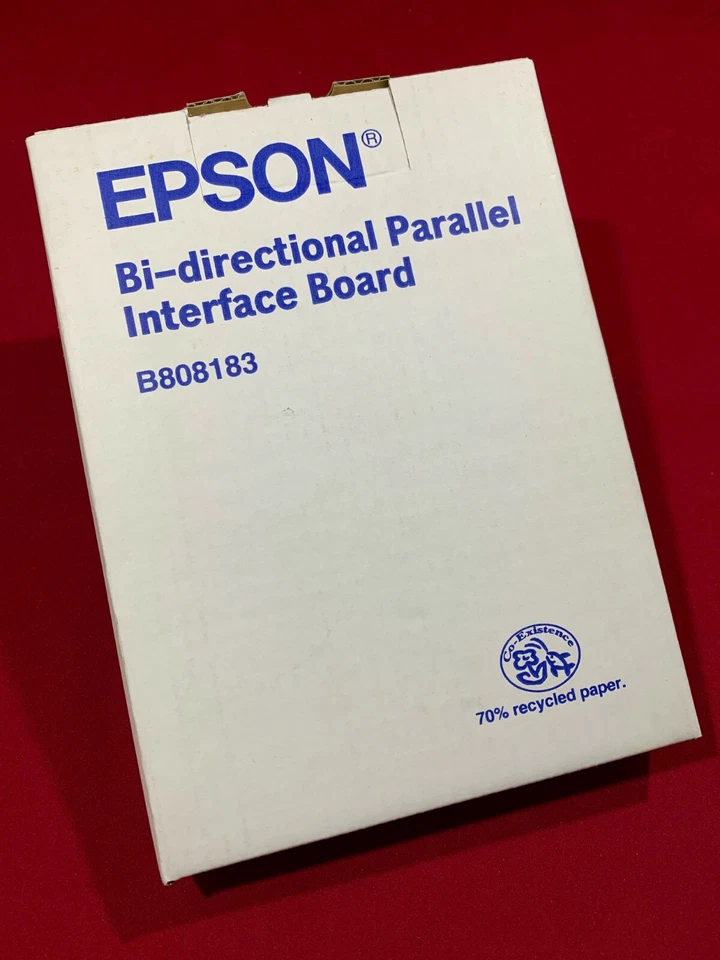 EPSON®
Bi-directional Parallel
Interface Board
B808183
Co-Existence
70% recycled paper.